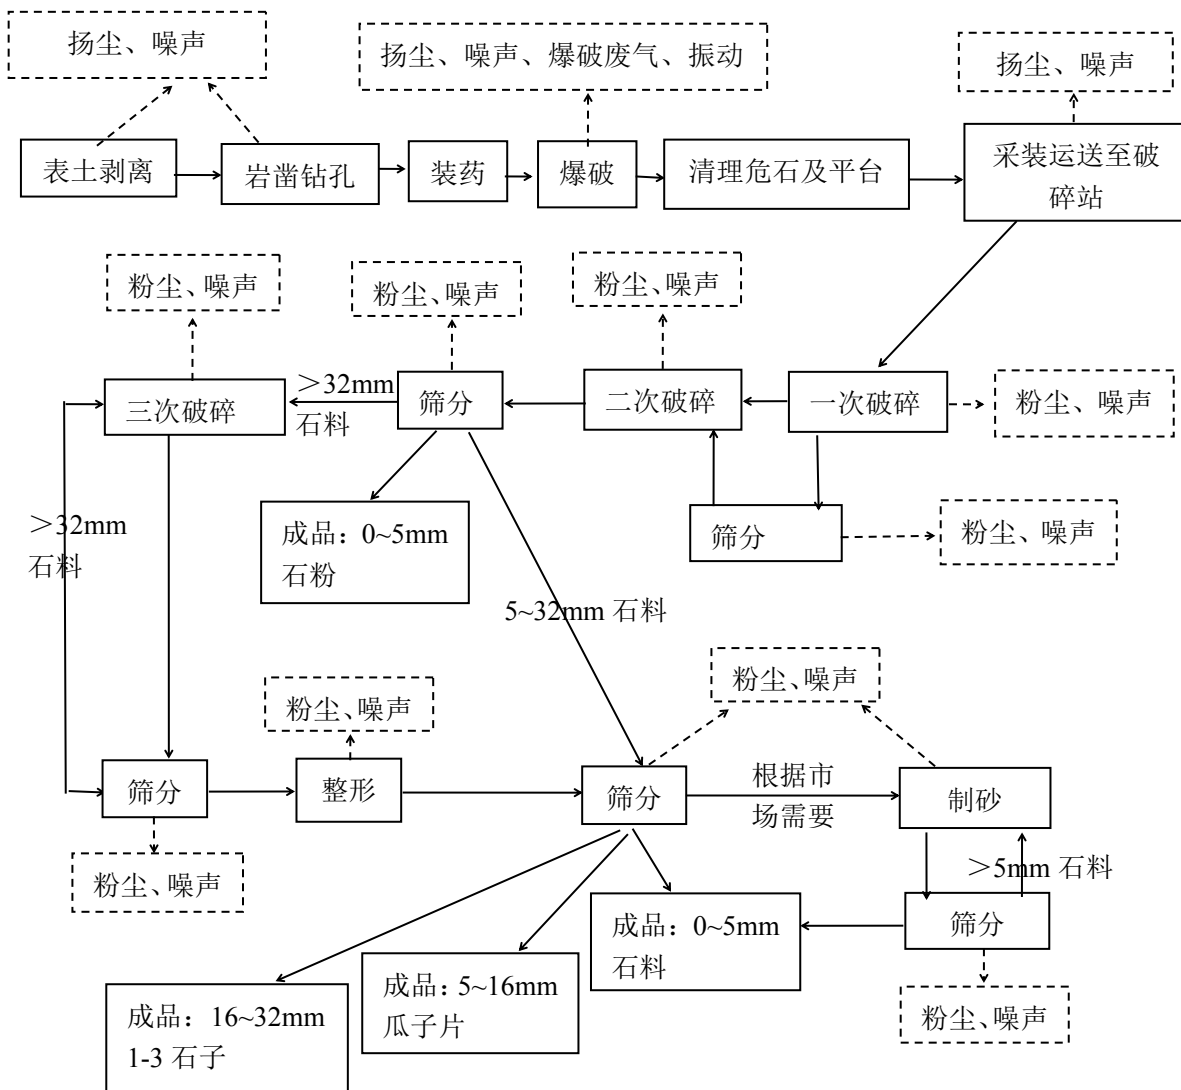 扬尘、噪声
扬尘、噪声、爆破废气、振动
扬尘、噪声
表土剥离
岩凿钻孔
装药
爆破
清理危石及平台
采装运送至破
碎站
粉尘、噪声
粉尘、噪声
粉尘、噪声
三次破碎
＞32mm
石料
筛分
二次破碎
一次破碎
粉尘、噪声
＞32mm
石料
成品：0~5mm
石粉
筛分
粉尘、噪声
5~32mm 石料
粉尘、噪声
粉尘、噪声
筛分
整形
筛分
根据市
场需要
制砂
粉尘、噪声
＞5mm 石料
成品：0~5mm
石料
筛分
成品：5~16mm
瓜子片
成品：16~32mm
1-3 石子
粉尘、噪声